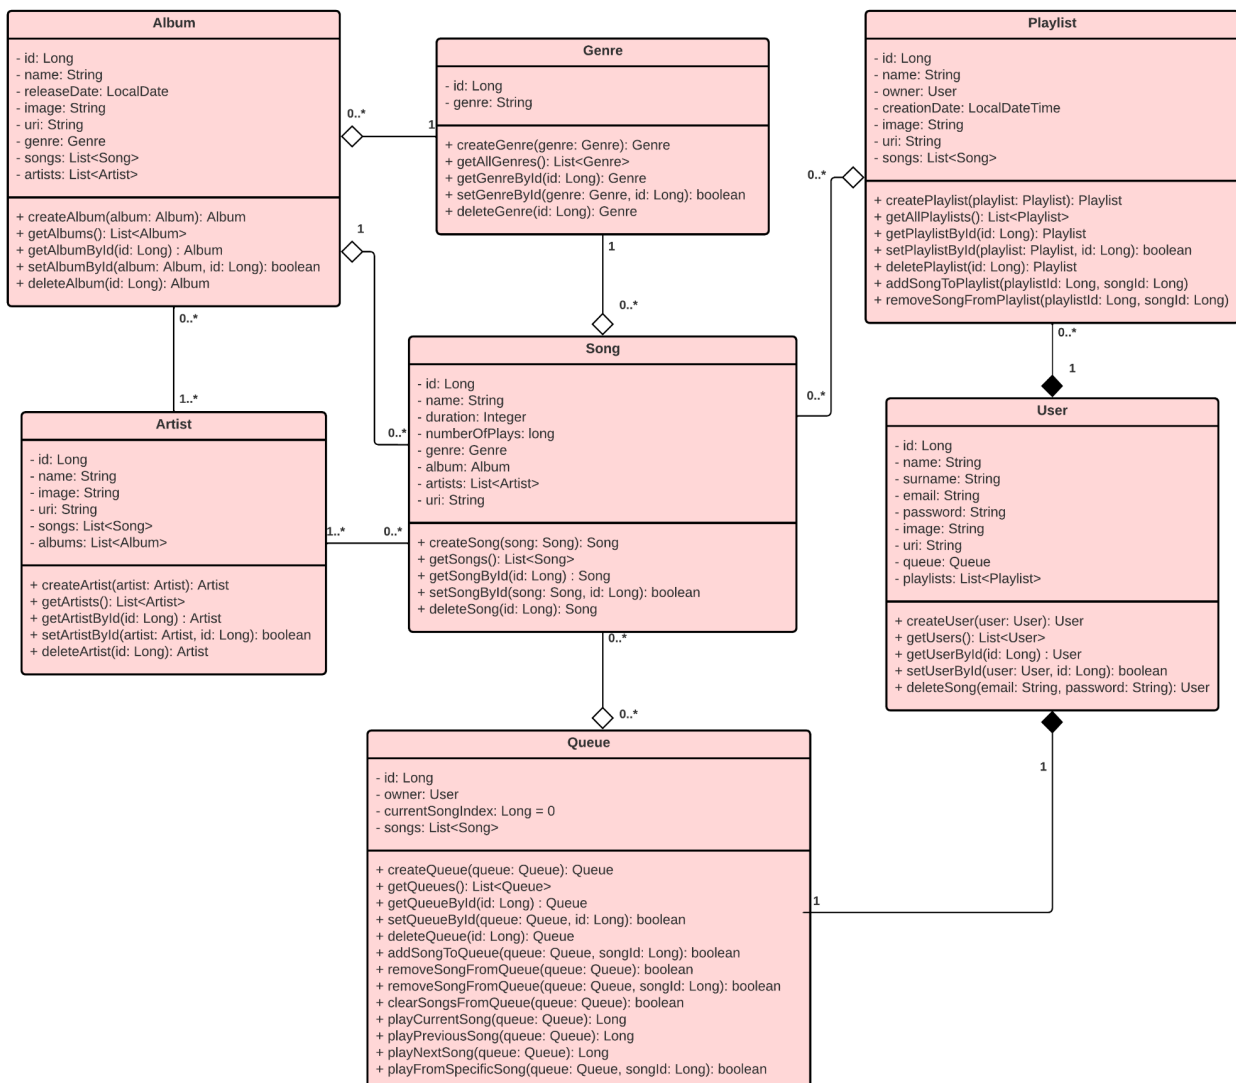 Album
- id: Long
- name: String
- releaseDate: LocalDate
- image: String
- uri: String
- genre: Genre
- songs: List<Song>
- artists: List<Artist>
+ createAlbum(album: Album): Album
+ getAlbums(): List<Album>
+ getAlbumById(id: Long) : Album
+ setAlbumById(album: Album, id: Long): boolean
+ deleteAlbum(id: Long): Album
0..*
1
1
0..*
0..*
1..*
Genre
- id: Long
- genre: String
+ createGenre(genre: Genre): Genre
+ getAllGenres(): List<Genre>
+ getGenreById(id: Long): Genre
+ setGenreById(genre: Genre, id: Long): boolean
+ deleteGenre(id: Long): Genre
1
0..*
Playlist
- id: Long
- name: String
- owner: User
- creationDate: LocalDateTime
- image: String
- uri: String
- songs: List<Song>
+ createPlaylist(playlist: Playlist): Playlist
+ getAllPlaylists(): List<Playlist>
+ getPlaylistById(id: Long): Playlist
+ setPlaylistById(playlist: Playlist, id: Long): boolean
+ deletePlaylist(id: Long): Playlist
+ addSongToPlaylist(playlistId: Long, songId: Long)
+ removeSongFromPlaylist(playlistId: Long, songId: Long)
0..*
0..*
0..*
1
Artist
- id: Long
- name: String
- image: String
- uri: String
- songs: List<Song>
- albums: List<Album>
+ createArtist(artist: Artist): Artist
+ getArtists(): List<Artist>
+ getArtistById(id: Long) : Artist
+ setArtistById(artist: Artist, id: Long): boolean
+ deleteArtist(id: Long): Artist
1..*
0..*
Song
- id: Long
- name: String
- duration: Integer
- numberOfPlays: long
- genre: Genre
- album: Album
- artists: List<Artist>
- uri: String
+ createSong(song: Song): Song
+ getSongs(): List<Song>
+ getSongById(id: Long) : Song
+ setSongById(song: Song, id: Long): boolean
+ deleteSong(id: Long): Song
0..*
0..*
User
- id: Long
- name: String
- surname: String
- email: String
- password: String
- image: String
- uri: String
- queue: Queue
- playlists: List<Playlist>
+ createUser(user: User): User
+ getUsers(): List<User>
+ getUserById(id: Long) : User
+ setUserById(user: User, id: Long): boolean
+ deleteSong(email: String, password: String): User
1
1
Queue
- id: Long
- owner: User
- currentSongIndex: Long = 0
- songs: List<Song>
+ createQueue(queue: Queue): Queue
+ getQueues(): List<Queue>
+ getQueueById(id: Long) : Queue
+ setQueueById(queue: Queue, id: Long): boolean
+ deleteQueue(id: Long): Queue
+ addSongToQueue(queue: Queue, songId: Long): boolean
+ removeSongFromQueue(queue: Queue): boolean
+ removeSongFromQueue(queue: Queue, songId: Long): boolean
+ clearSongsFromQueue(queue: Queue): boolean
+ playCurrentSong(queue: Queue): Long
+ playPreviousSong(queue: Queue): Long
+ playNextSong(queue: Queue): Long
+ playFromSpecificSong(queue: Queue, songId: Long): boolean